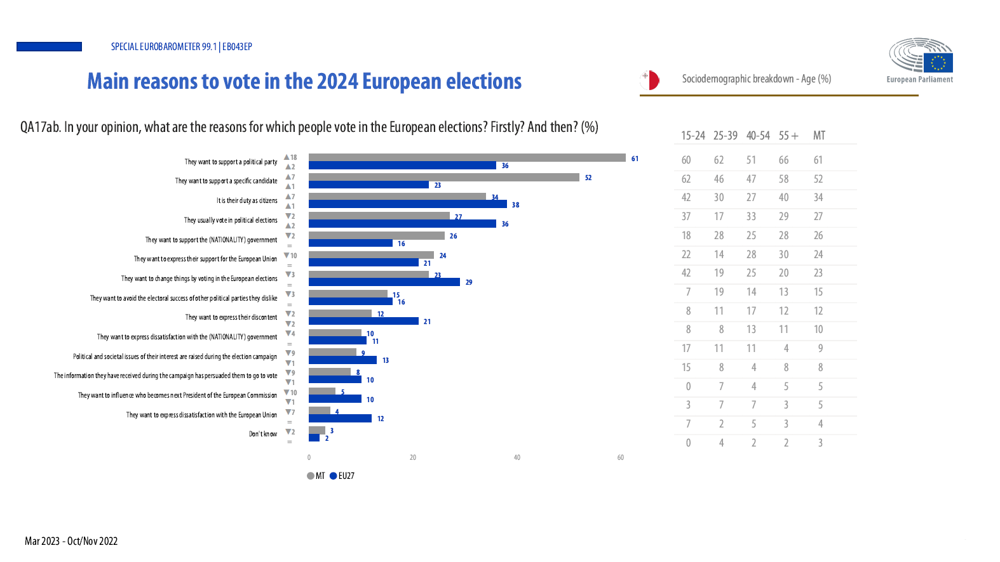 SPECIAL EUROBAROMETER 99.1 | EB043EP
Main reasons to vote in the 2024 European elections
Sociodemographic breakdown - Age (%)
European Parliament
QA17ab. In your opinion, what are the reasons for which people vote in the European elections? Firstly? And then? (%)
They want to support a political party ▲18 ▲2 61 36
They want to support a specific candidate ▲7 ▲1 52 23
It is their duty as citizens ▲7 ▲1 34 38
They usually vote in political elections ▼2 ▲2 27 36
They want to support the (NATIONALITY) government ▼2 = 26 16
They want to express their support for the European Union ▼10 = 24 21
They want to change things by voting in the European elections ▼3 = 23 29
They want to avoid the electoral success of other political parties they dislike ▼3 = 15 16
They want to express their discontent ▼2 ▼2 12 21
They want to express dissatisfaction with the (NATIONALITY) government ▼4 = 10 11
Political and societal issues of their interest are raised during the election campaign ▼9 ▼1 9 13
The information they have received during the campaign has persuaded them to go to vote ▼9 ▼1 8 10
They want to influence who becomes next President of the European Commission ▼10 ▼1 5 10
They want to express dissatisfaction with the European Union ▼7 = 4 12
Don't know ▼2 = 3 2
0 20 40 60
MT EU27
15-24 25-39 40-54 55 + MT
60 62 51 66 61
62 46 47 58 52
42 30 27 40 34
37 17 33 29 27
18 28 25 28 26
22 14 28 30 24
42 19 25 20 23
7 19 14 13 15
8 11 17 12 12
8 8 13 11 10
17 11 11 4 9
15 8 4 8 8
0 7 4 5 5
3 7 7 3 5
7 2 5 3 4
0 4 2 2 3
Mar 2023 - Oct/Nov 2022